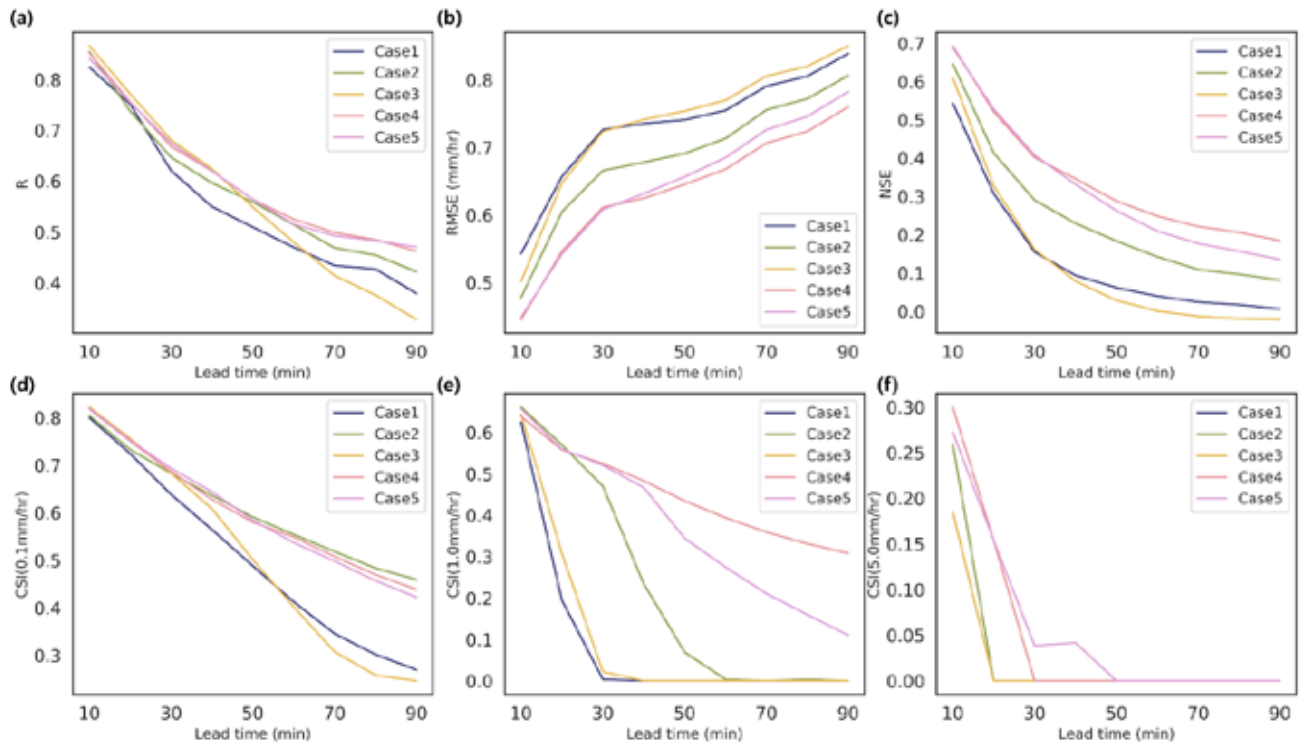 (a)
0.8
0.7
0.6
0.5
0.4
R
10 30 50 70 90
Lead time (min)
Case1
Case2
Case3
Case4
Case5
(b)
0.8
0.7
0.6
0.5
RMSE (mm/hr)
10 30 50 70 90
Lead time (min)
Case1
Case2
Case3
Case4
Case5
(c)
0.7
0.6
0.5
0.4
0.3
0.2
0.1
0.0
NSE
10 30 50 70 90
Lead time (min)
Case1
Case2
Case3
Case4
Case5
(d)
0.8
0.7
0.6
0.5
0.4
0.3
CSI(0.1mm/hr)
10 30 50 70 90
Lead time (min)
Case1
Case2
Case3
Case4
Case5
(e)
0.6
0.5
0.4
0.3
0.2
0.1
0.0
CSI(1.0mm/hr)
10 30 50 70 90
Lead time (min)
Case1
Case2
Case3
Case4
Case5
(f)
0.30
0.25
0.20
0.15
0.10
0.05
0.00
CSI(5.0mm/hr)
10 30 50 70 90
Lead time (min)
Case1
Case2
Case3
Case4
Case5